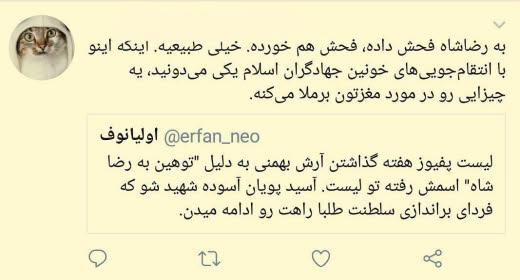 به رضاشاه فحش داده، فحش هم خورده. خیلی طبیعیه. اینکه اینو
با انتقام‌جویی‌های خونین جهادگران اسلام یکی می‌دونید، یه
چیزایی رو در مورد مغزتون برملا می‌کنه.
اولیانوف @erfan_neo
لیست پفیوز هفته گذاشتن آرش بهمنی به دلیل "توهین به رضا
شاه" اسمش رفته تو لیست. آسید پویان آسوده شهید شو که
فردای براندازی سلطنت طلبا راهت رو ادامه میدن.